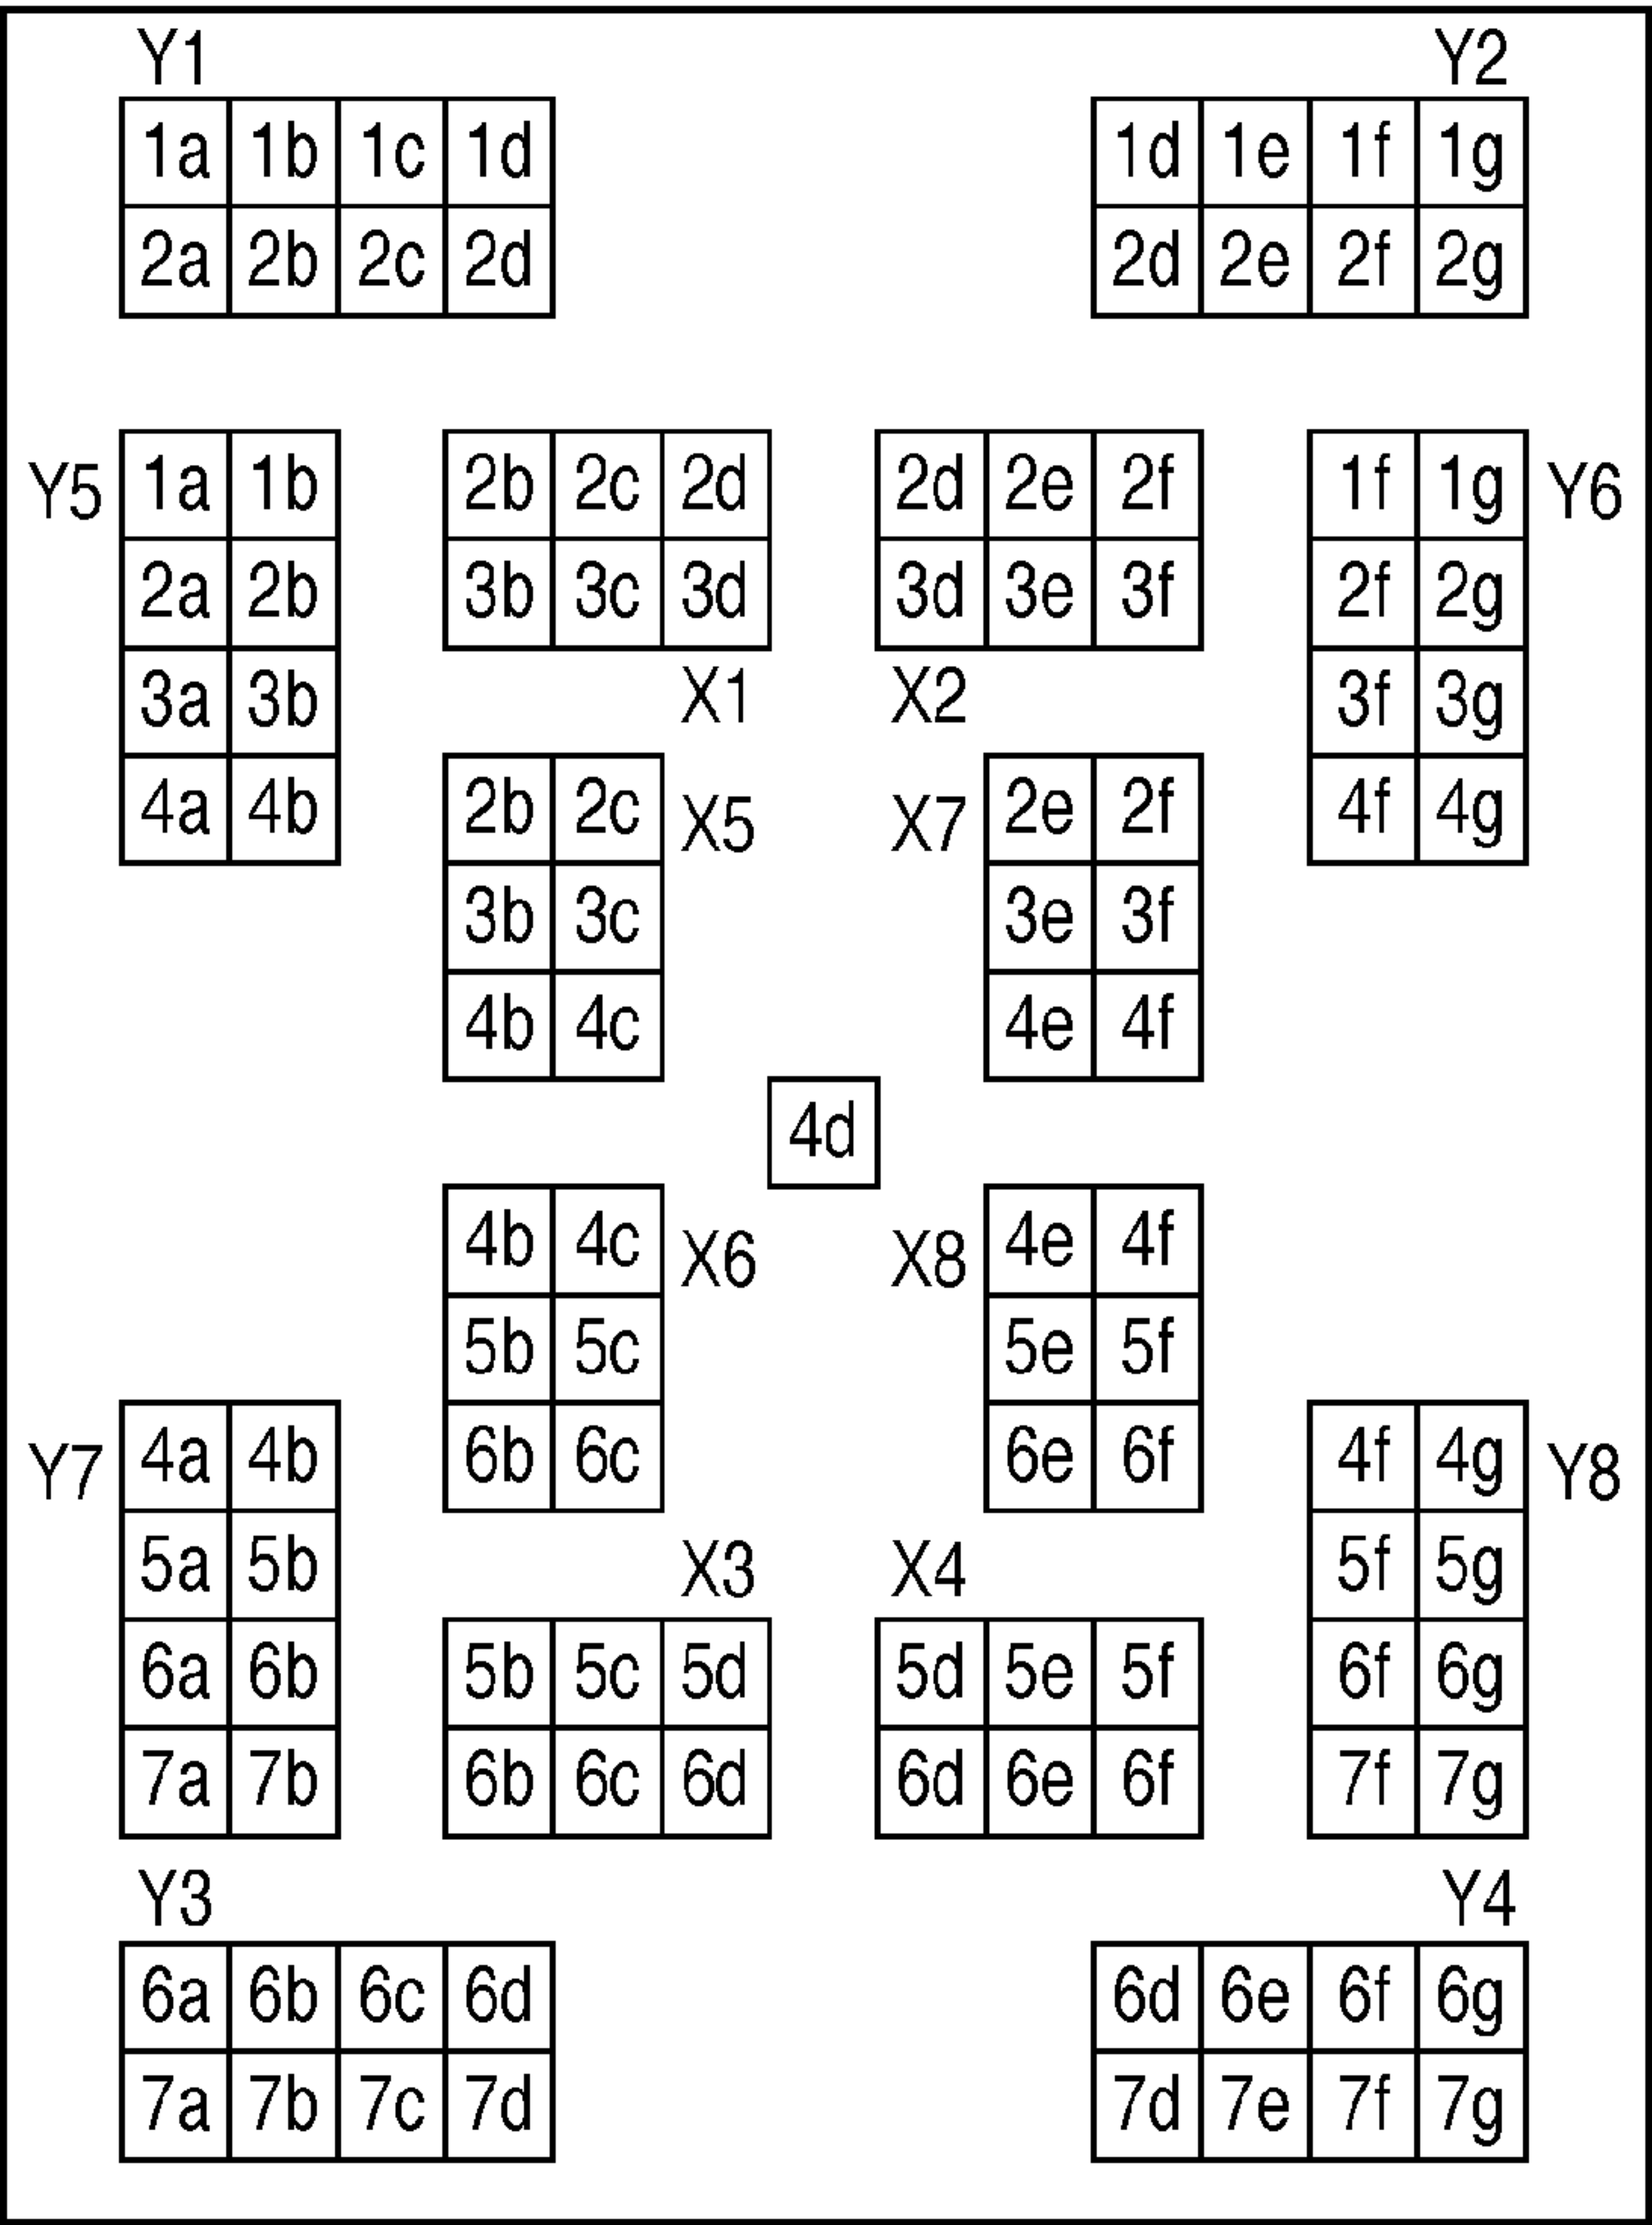 Y1 Y2
1a 1b 1c 1d 1d 1e 1f 1g
2a 2b 2c 2d 2d 2e 2f 2g
Y5 1a 1b 2b 2c 2d 2d 2e 2f 1f 1g Y6
2a 2b 3b 3c 3d 3d 3e 3f 2f 2g
3a 3b X1 X2 3f 3g
4a 4b 2b 2c X5 X7 2e 2f 4f 4g
3b 3c 3e 3f
4b 4c 4e 4f
4d
4b 4c X6 X8 4e 4f
5b 5c 5e 5f
Y7 4a 4b 6b 6c 6e 6f 4f 4g Y8
5a 5b X3 X4 5f 5g
6a 6b 5b 5c 5d 5d 5e 5f 6f 6g
7a 7b 6b 6c 6d 6d 6e 6f 7f 7g
Y3 Y4
6a 6b 6c 6d 6d 6e 6f 6g
7a 7b 7c 7d 7d 7e 7f 7g